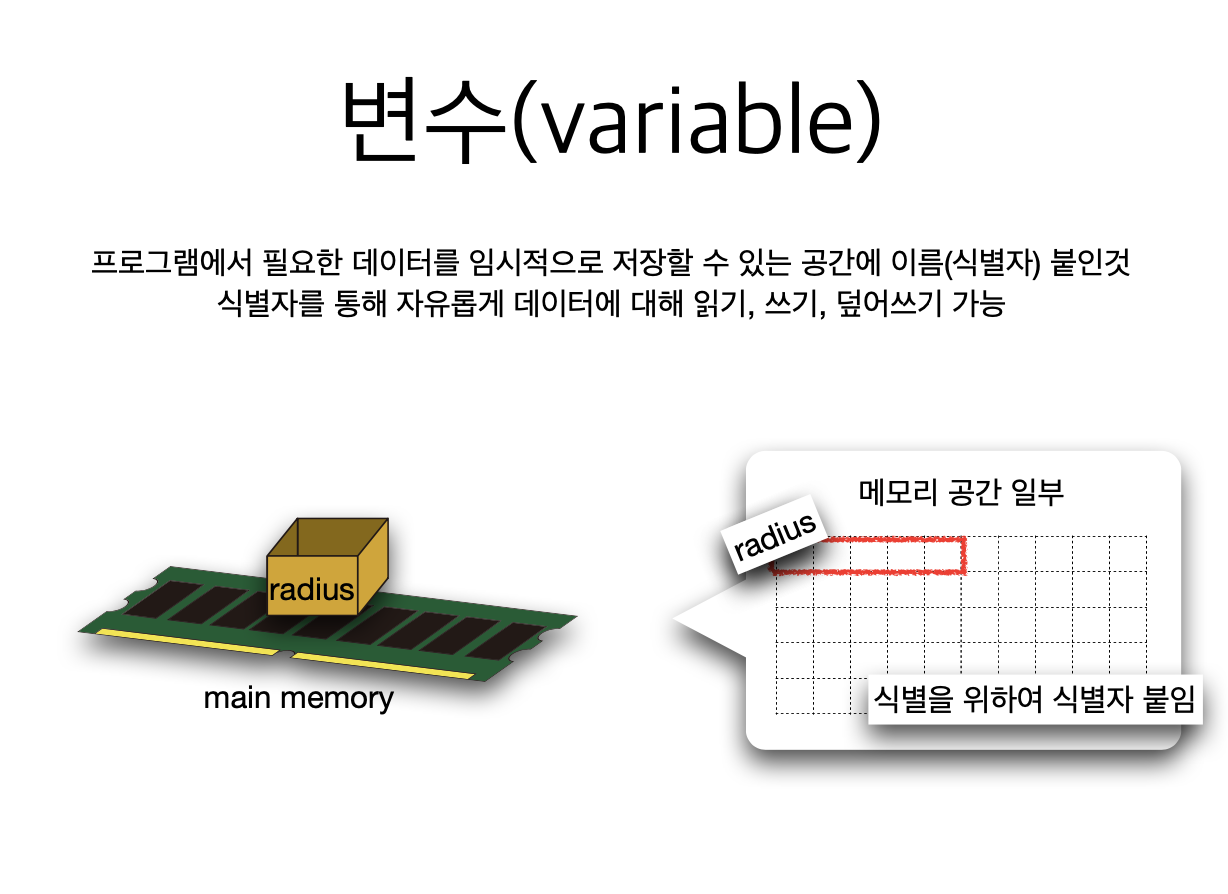 변수(variable)
프로그램에서 필요한 데이터를 임시적으로 저장할 수 있는 공간에 이름(식별자) 붙인것
식별자를 통해 자유롭게 데이터에 대해 읽기, 쓰기, 덮어쓰기 가능
radius
main memory
메모리 공간 일부
radius
식별을 위하여 식별자 붙임